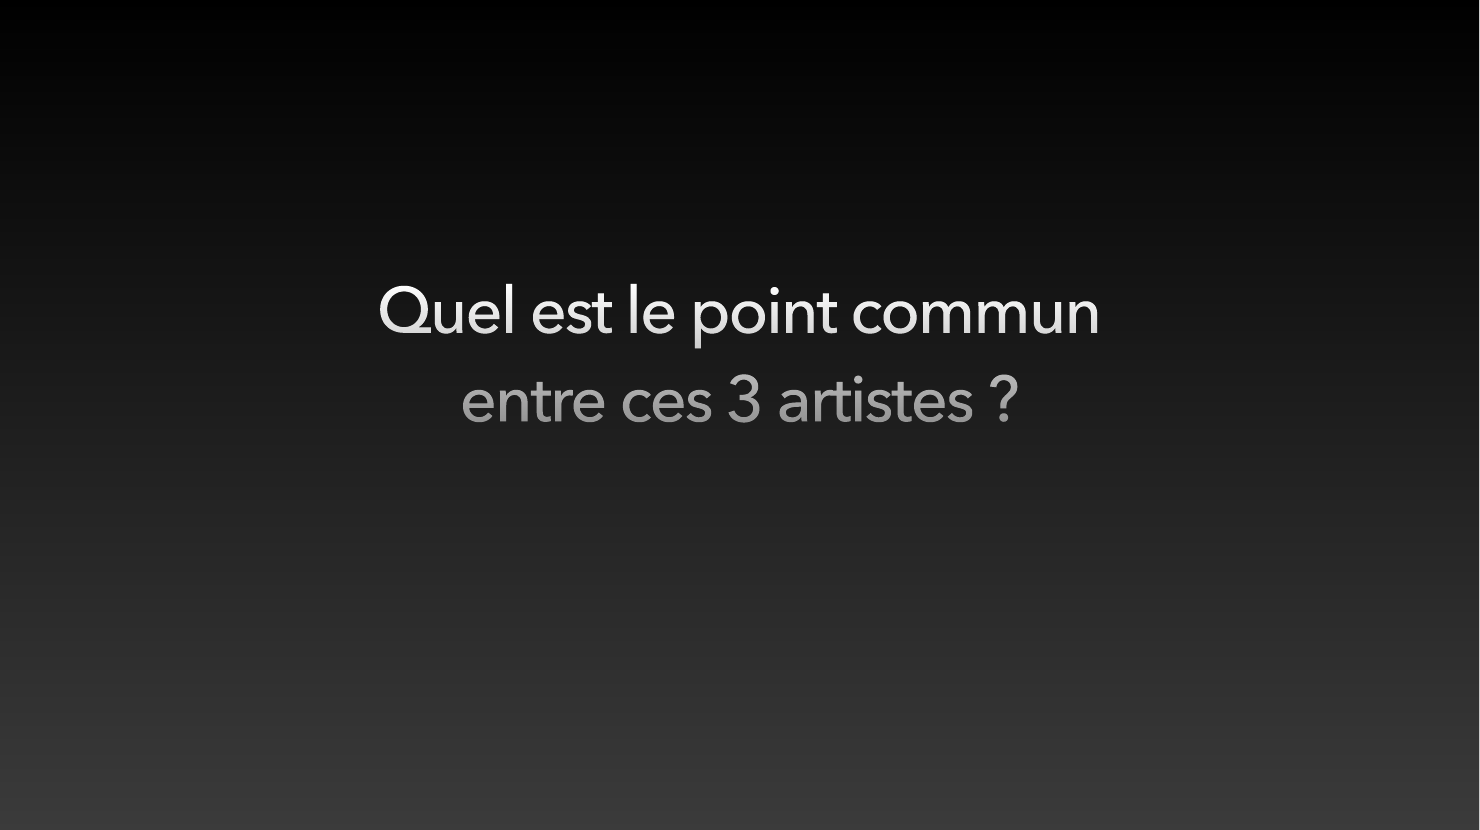 Quel est le point commun
entre ces 3 artistes ?